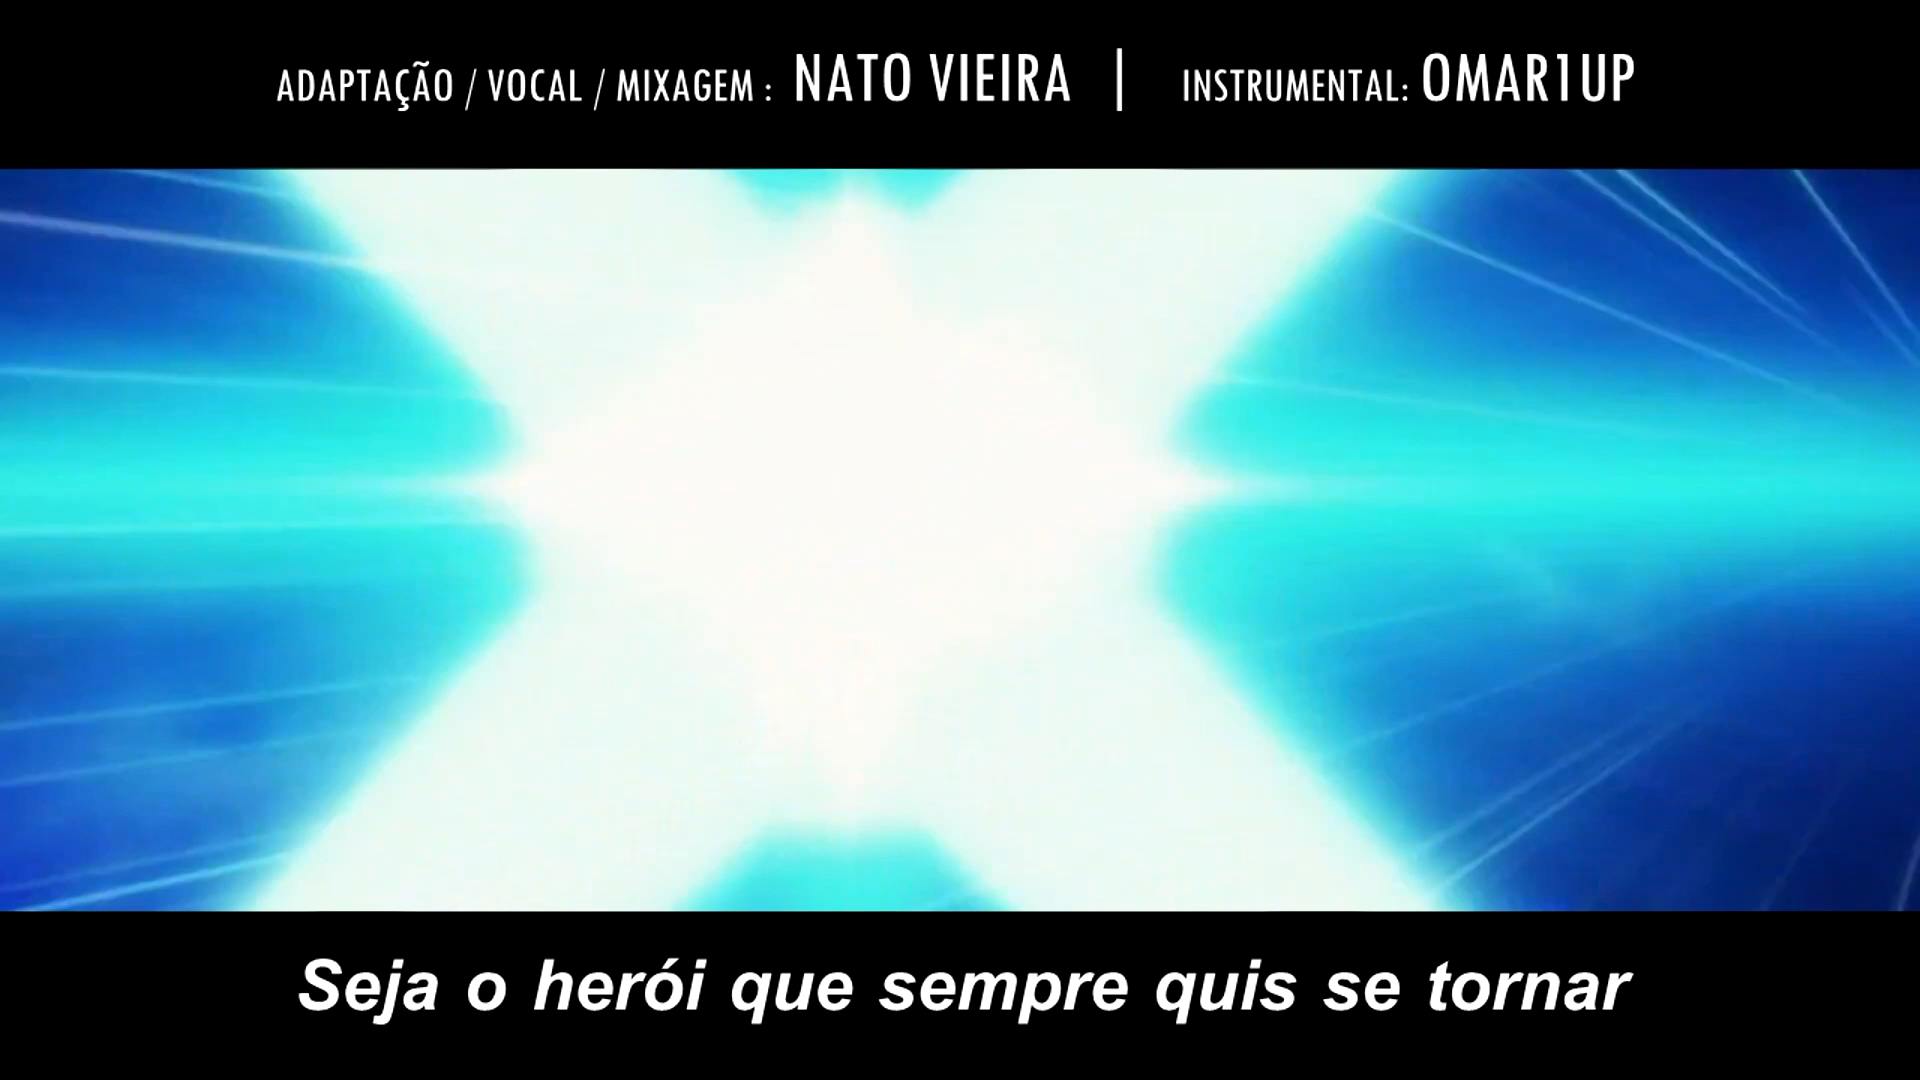 ADAPTAÇÃO / VOCAL / MIXAGEM : NATO VIEIRA | INSTRUMENTAL: OMAR1UP
Seja o herói que sempre quis se tornar